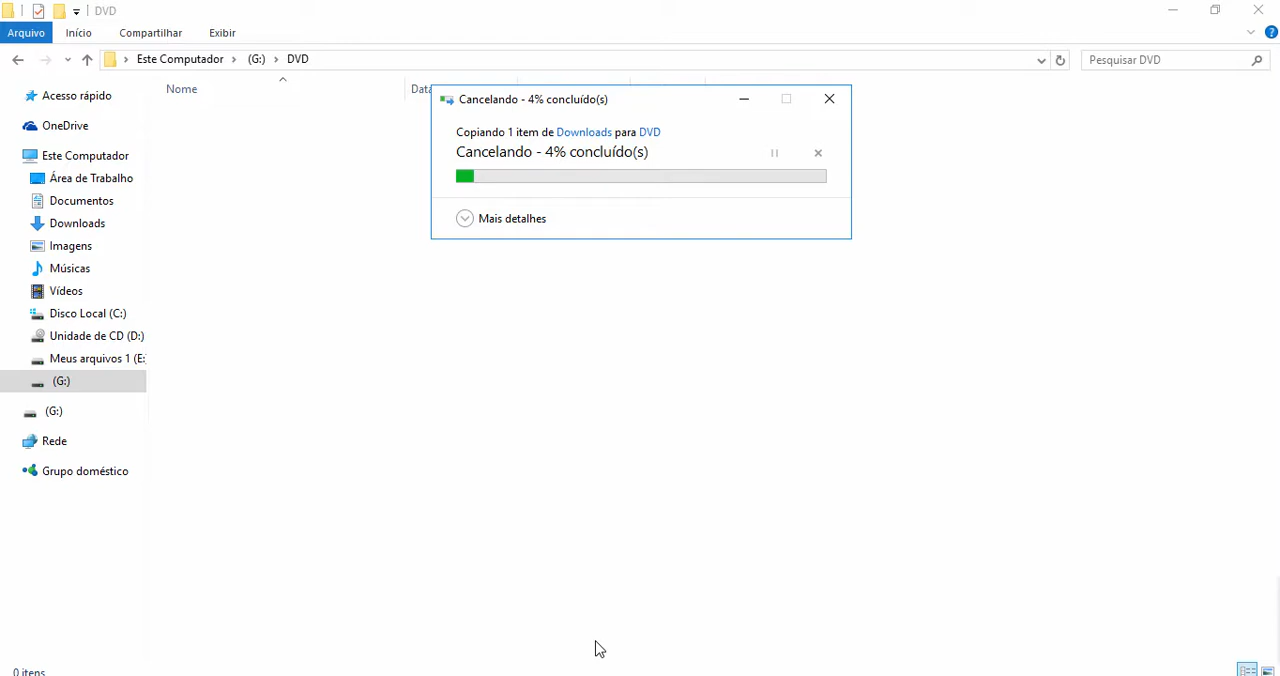 DVD
Arquivo Início Compartilhar Exibir
Este Computador (G:) DVD Pesquisar DVD
Nome Data
Cancelando - 4% concluído(s)
Copiando 1 item de Downloads para DVD
Cancelando - 4% concluído(s)
Mais detalhes
Acesso rápido
OneDrive
Este Computador
Área de Trabalho
Documentos
Downloads
Imagens
Músicas
Vídeos
Disco Local (C:)
Unidade de CD (D:)
Meus arquivos 1 (E:
(G:)
(G:)
Rede
Grupo doméstico
0 itens